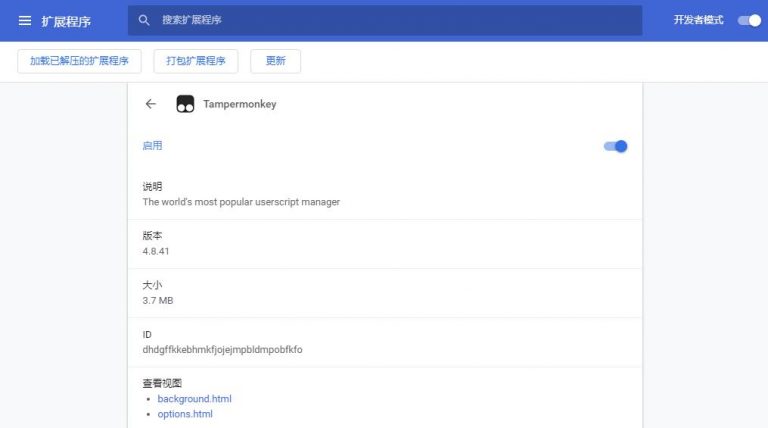 扩展程序
搜索扩展程序
开发者模式
加载已解压的扩展程序
打包扩展程序
更新
Tampermonkey
启用
说明
The world's most popular userscript manager
版本
4.8.41
大小
3.7 MB
ID
dhdgffkkebhmkfjojejmpbldmpobfkfo
查看视图
background.html
options.html